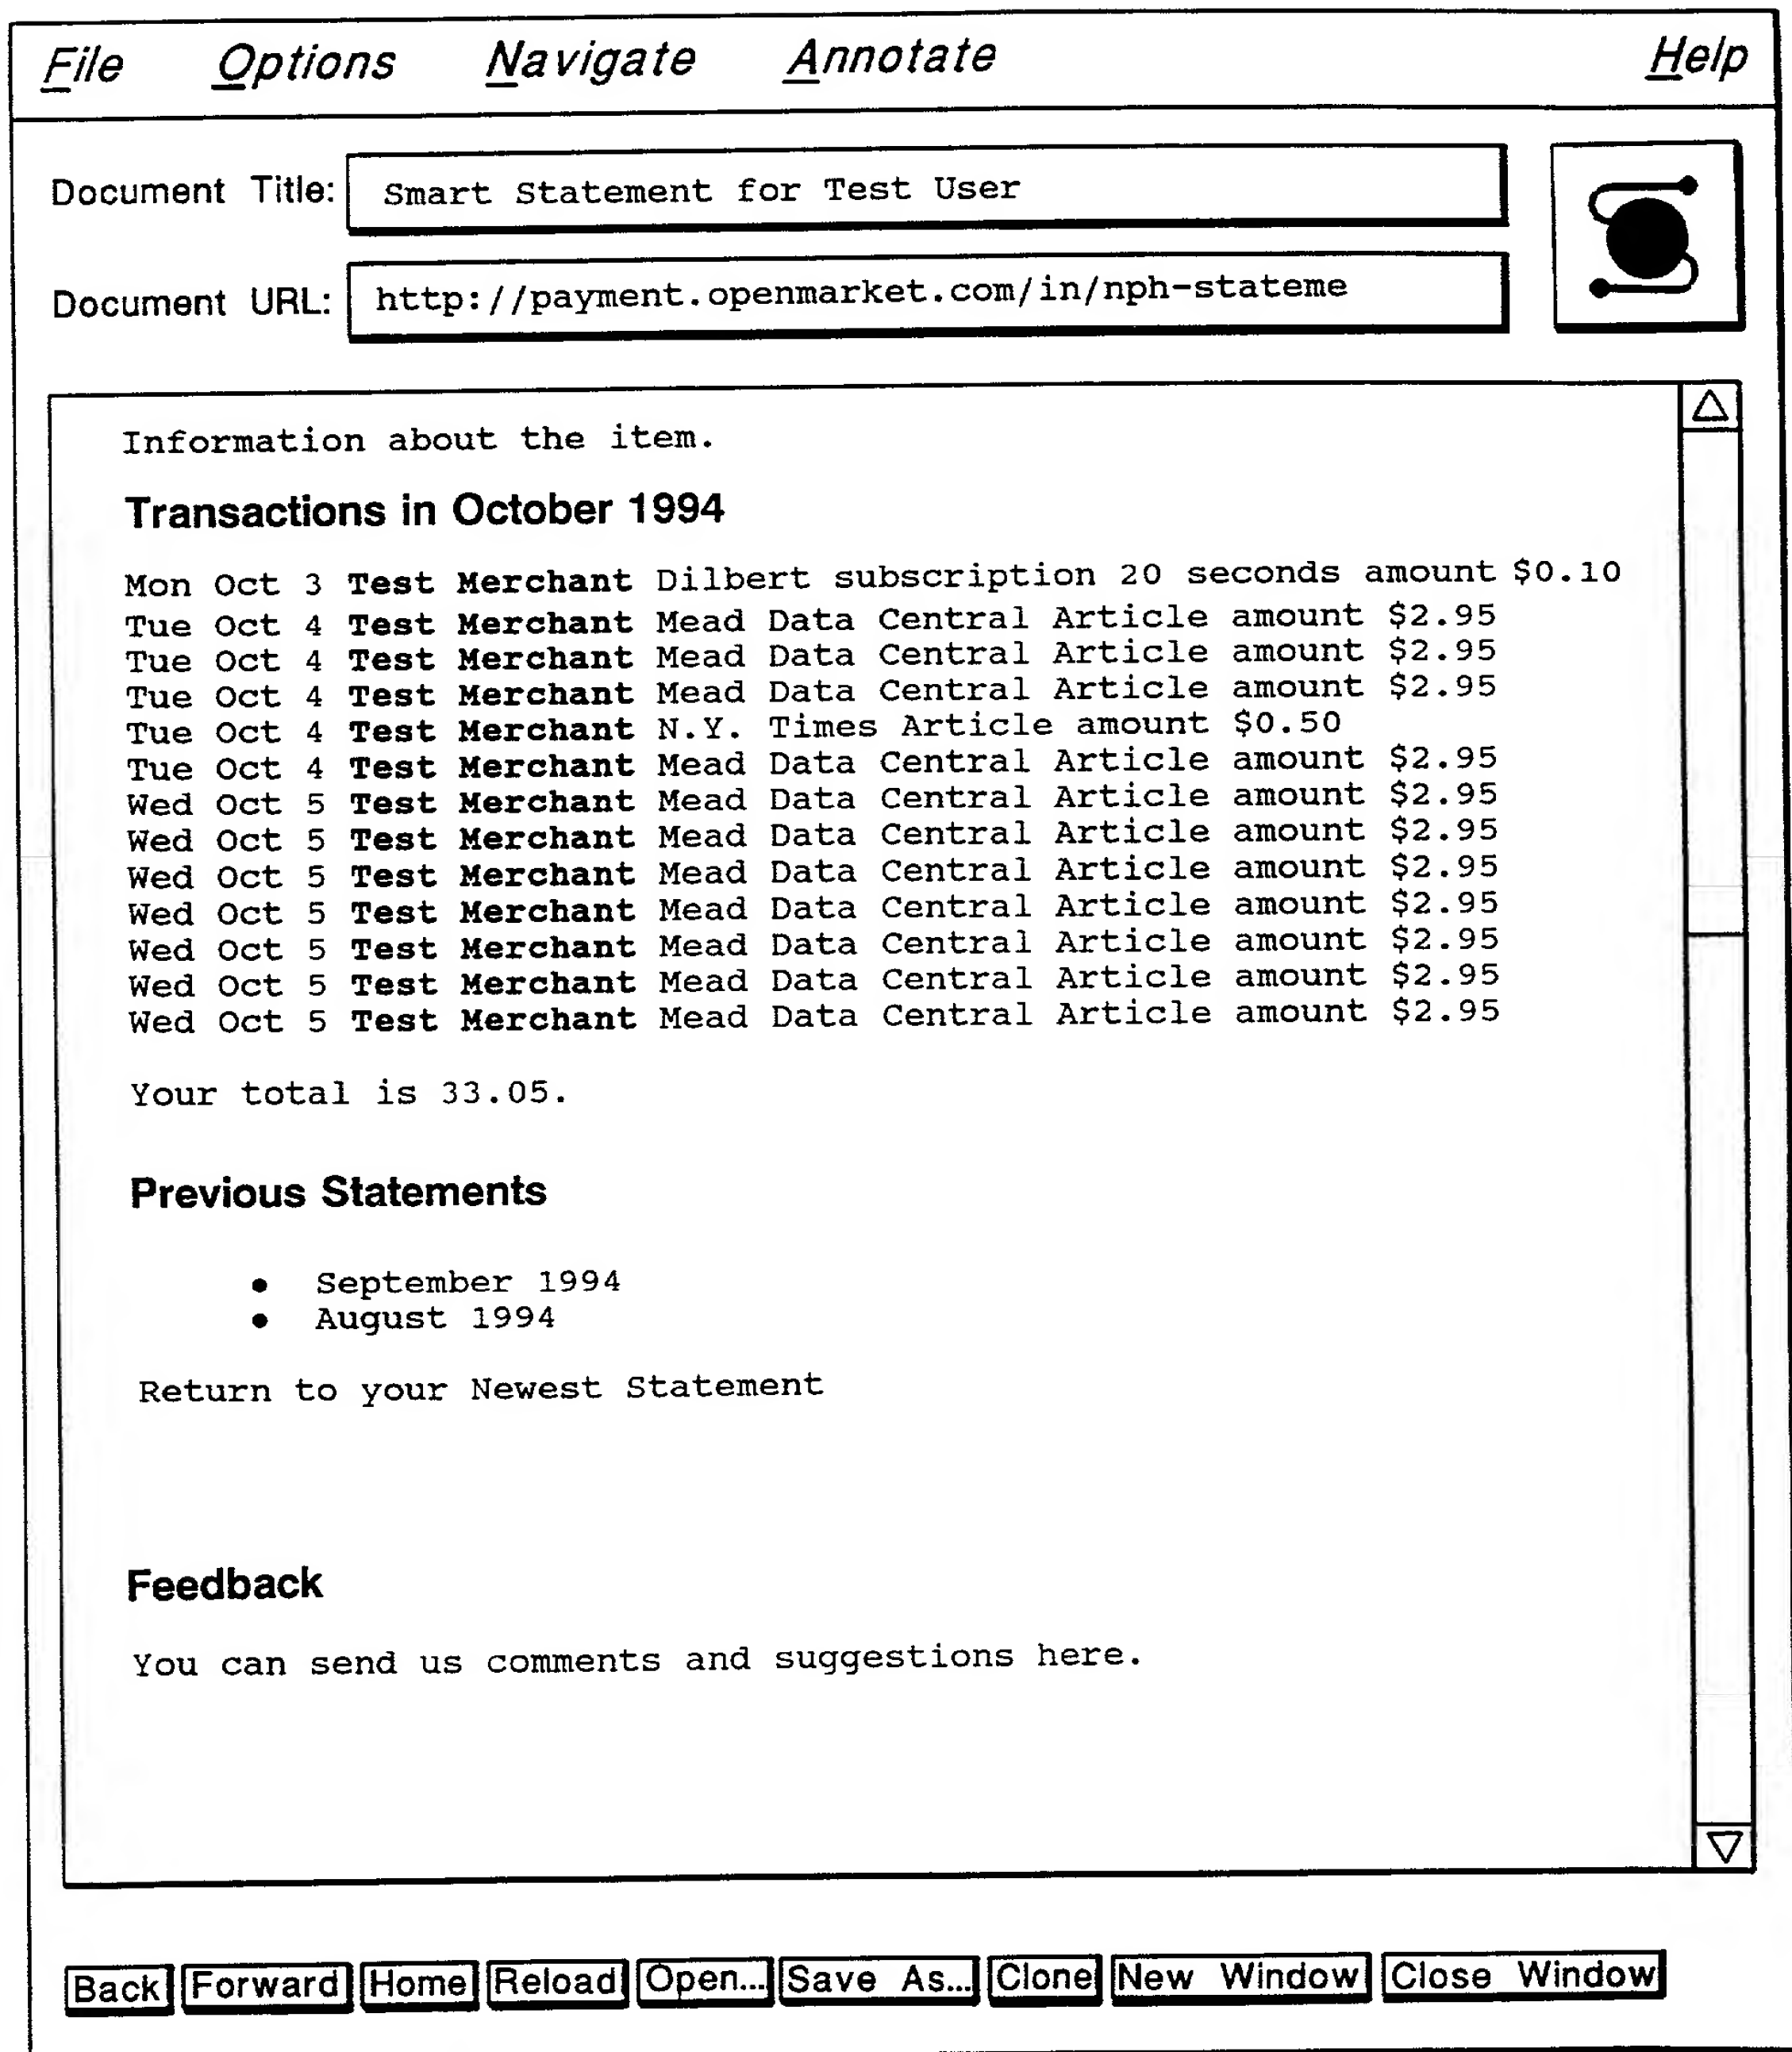 File Options Navigate Annotate Help
Document Title: Smart Statement for Test User
Document URL: http://payment.openmarket.com/in/nph-stateme
Information about the item.
Transactions in October 1994
Mon Oct 3 Test Merchant Dilbert subscription 20 seconds amount $0.10
Tue Oct 4 Test Merchant Mead Data Central Article amount $2.95
Tue Oct 4 Test Merchant Mead Data Central Article amount $2.95
Tue Oct 4 Test Merchant Mead Data Central Article amount $2.95
Tue Oct 4 Test Merchant N.Y. Times Article amount $0.50
Tue Oct 4 Test Merchant Mead Data Central Article amount $2.95
Wed Oct 5 Test Merchant Mead Data Central Article amount $2.95
Wed Oct 5 Test Merchant Mead Data Central Article amount $2.95
Wed Oct 5 Test Merchant Mead Data Central Article amount $2.95
Wed Oct 5 Test Merchant Mead Data Central Article amount $2.95
Wed Oct 5 Test Merchant Mead Data Central Article amount $2.95
Wed Oct 5 Test Merchant Mead Data Central Article amount $2.95
Wed Oct 5 Test Merchant Mead Data Central Article amount $2.95
Your total is 33.05.
Previous Statements
• September 1994
• August 1994
Return to your Newest Statement
Feedback
You can send us comments and suggestions here.
Back Forward Home Reload Open... Save As... Clone New Window Close Window